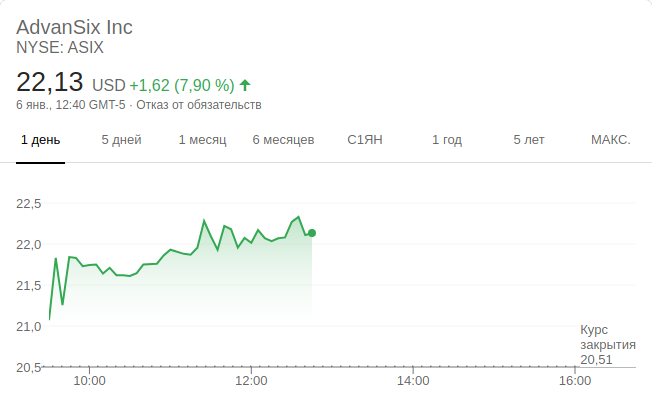 AdvanSix Inc
NYSE: ASIX
22,13 USD +1,62 (7,90 %)
6 янв., 12:40 GMT-5 · Отказ от обязательств
1 день 5 дней 1 месяц 6 месяцев С1ЯН 1 год 5 лет МАКС.
22,5
22,0
21,5
21,0
Курс
закрытия
20,51
20,5
10:00 12:00 14:00 16:00